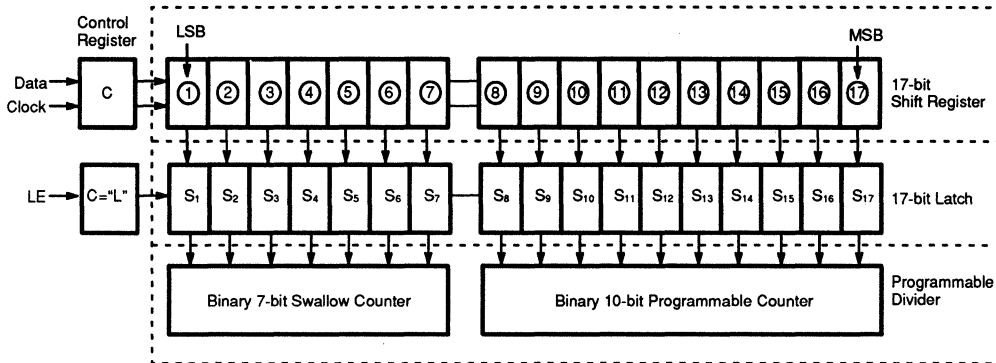 Control
Register
LSB
MSB
Data
Clock
C
1 2 3 4 5 6 7 8 9 10 11 12 13 14 15 16 17
17-bit
Shift Register
LE
C="L"
S1 S2 S3 S4 S5 S6 S7 S8 S9 S10 S11 S12 S13 S14 S15 S16 S17
17-bit Latch
Binary 7-bit Swallow Counter
Binary 10-bit Programmable Counter
Programmable
Divider